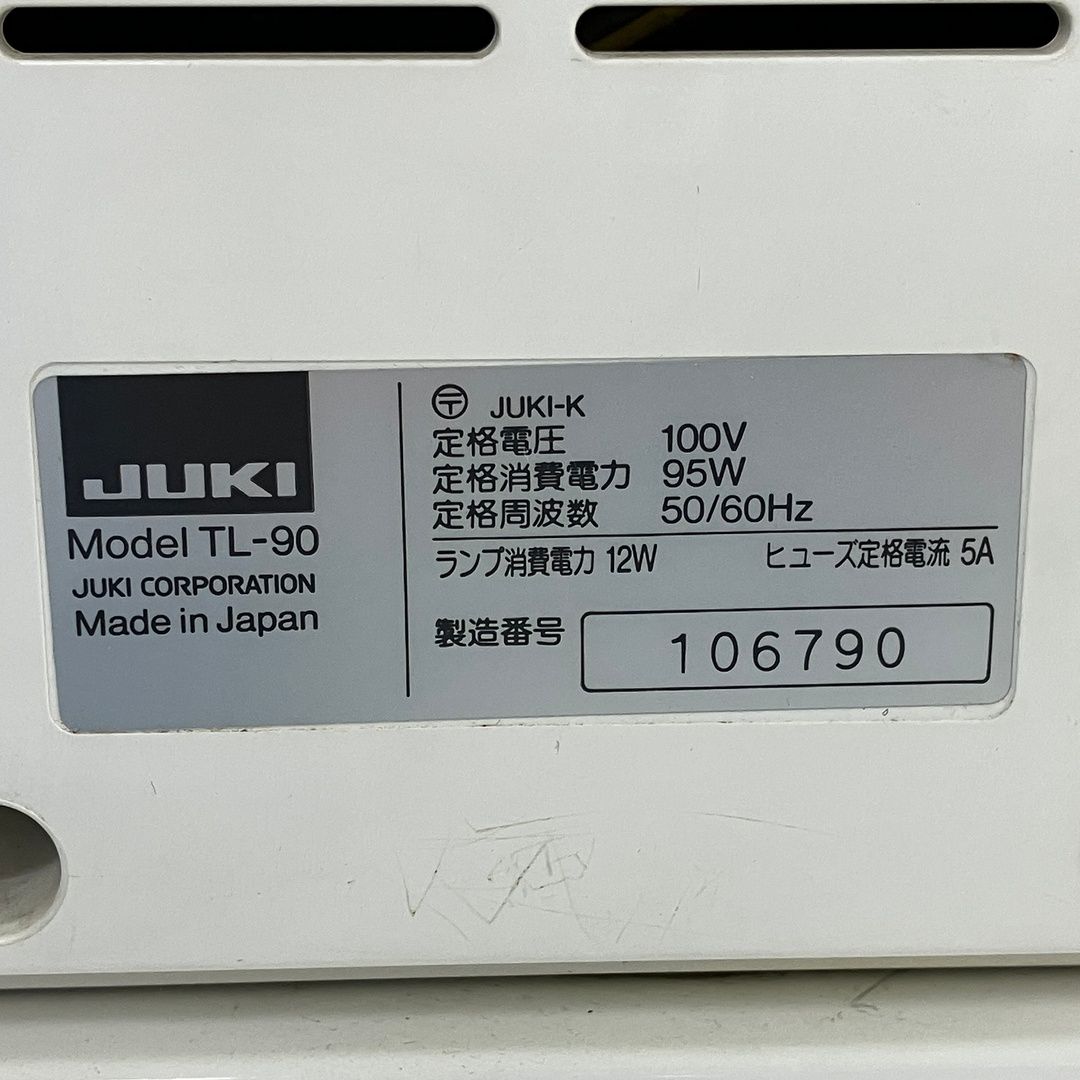 JUKI
Model TL-90
JUKI CORPORATION
Made in Japan
〶 JUKI-K
定格電圧 100V
定格消費電力 95W
定格周波数 50/60Hz
ランプ消費電力 12W ヒューズ定格電流 5A
製造番号 106790